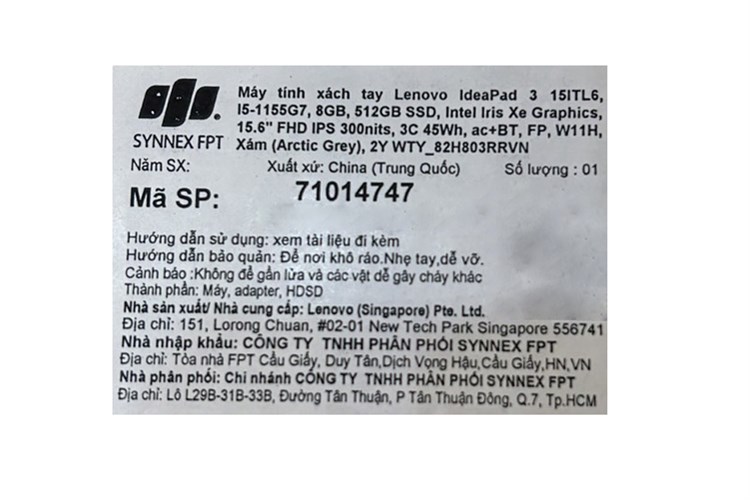 Máy tính xách tay Lenovo IdeaPad 3 15ITL6,
I5-1155G7, 8GB, 512GB SSD, Intel Iris Xe Graphics,
15.6" FHD IPS 300nits, 3C 45Wh, ac+BT, FP, W11H,
Xám (Arctic Grey), 2Y WTY_82H803RRVN
SYNNEX FPT
Năm SX: Xuất xứ: China (Trung Quốc) Số lượng : 01
Mã SP: 71014747
Hướng dẫn sử dụng: xem tài liệu đi kèm
Hướng dẫn bảo quản: Để nơi khô ráo.Nhẹ tay,dễ vỡ.
Cảnh báo :Không để gần lửa và các vật dễ gây cháy khác
Thành phần: Máy, adapter, HDSD
Nhà sản xuất/ Nhà cung cấp: Lenovo (Singapore) Pte. Ltd.
Địa chỉ: 151, Lorong Chuan, #02-01 New Tech Park Singapore 556741
Nhà nhập khẩu: CÔNG TY TNHH PHÂN PHỐI SYNNEX FPT
Địa chỉ: Tòa nhà FPT Cầu Giấy, Duy Tân,Dịch Vọng Hậu,Cầu Giấy,HN,VN
Nhà phân phối: Chi nhánh CÔNG TY TNHH PHÂN PHỐI SYNNEX FPT
Địa chỉ: Lô L29B-31B-33B, Đường Tân Thuận, P Tân Thuận Đông, Q.7, Tp.HCM